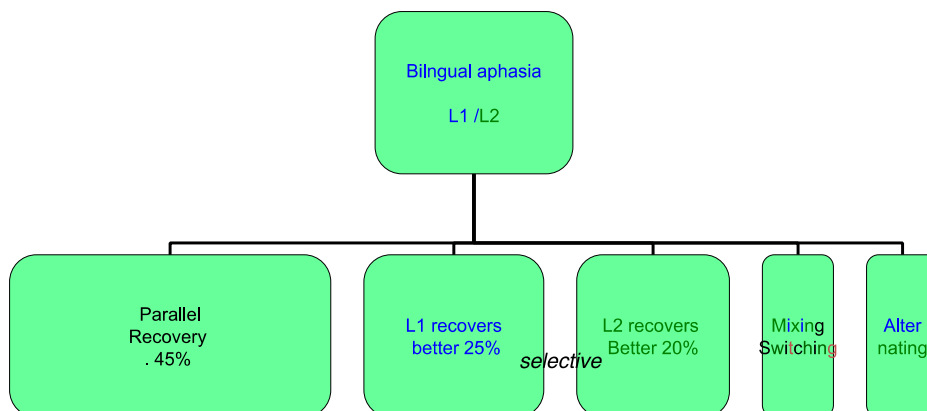 Bilngual aphasia
L1 /L2
Parallel
Recovery
. 45%
L1 recovers
better 25%
L2 recovers
Better 20%
selective
Mixing
Switching
Alter
nating